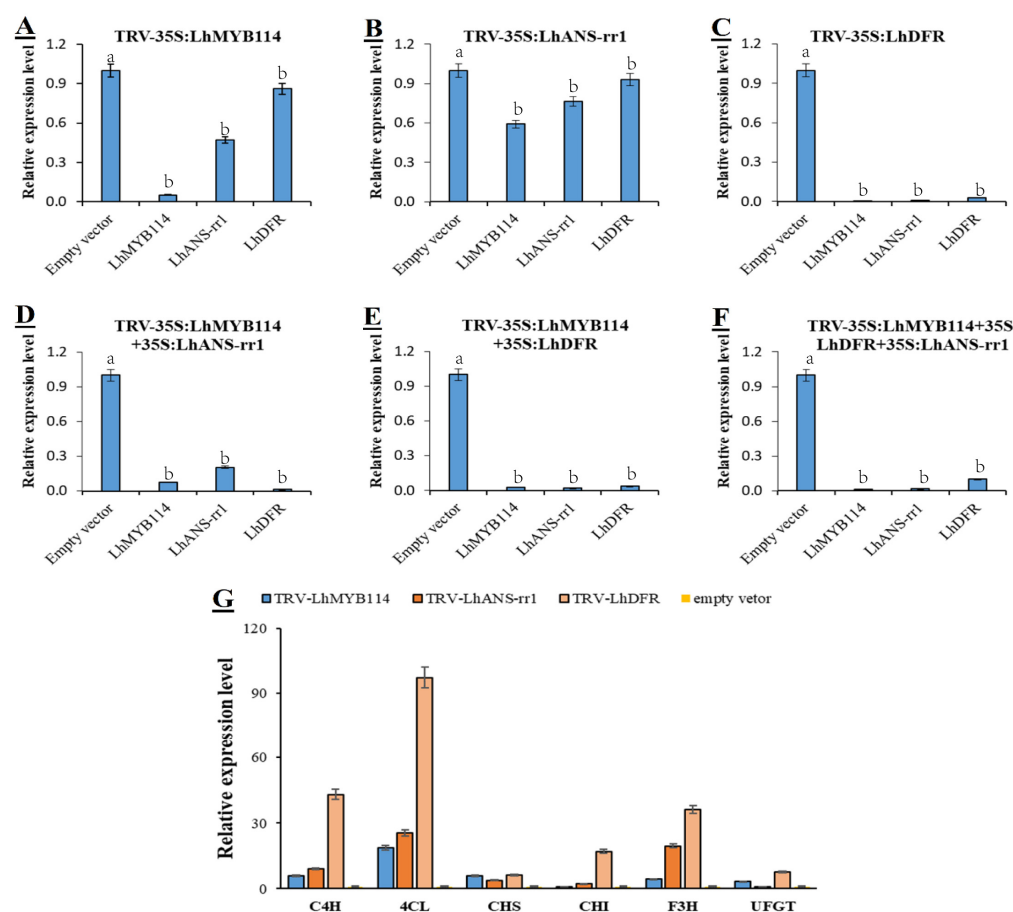 A
TRV-35S:LhMYB114
Relative expression level
1.2
0.9
0.6
0.3
0.0
a
b
b
b
Empty vector
LhMYB114
LhANS-rr1
LhDFR
B
TRV-35S:LhANS-rr1
Relative expression level
1.2
0.9
0.6
0.3
0.0
a
b
b
b
Empty vector
LhMYB114
LhANS-rr1
LhDFR
C
TRV-35S:LhDFR
Relative expression level
1.2
0.9
0.6
0.3
0.0
a
b
b
b
Empty vector
LhMYB114
LhANS-rr1
LhDFR
D
TRV-35S:LhMYB114
+35S:LhANS-rr1
Relative expression level
1.2
0.9
0.6
0.3
0.0
a
b
b
b
Empty vector
LhMYB114
LhANS-rr1
LhDFR
E
TRV-35S:LhMYB114
+35S:LhDFR
Relative expression level
1.2
0.9
0.6
0.3
0.0
a
b
b
b
Empty vector
LhMYB114
LhANS-rr1
LhDFR
F
TRV-35S:LhMYB114+35S
LhDFR+35S:LhANS-rr1
Relative expression level
1.2
0.9
0.6
0.3
0.0
a
b
b
b
Empty vector
LhMYB114
LhANS-rr1
LhDFR
G
TRV-LhMYB114 TRV-LhANS-rr1 TRV-LhDFR empty vetor
Relative expression level
120
90
60
30
0
C4H 4CL CHS CHI F3H UFGT